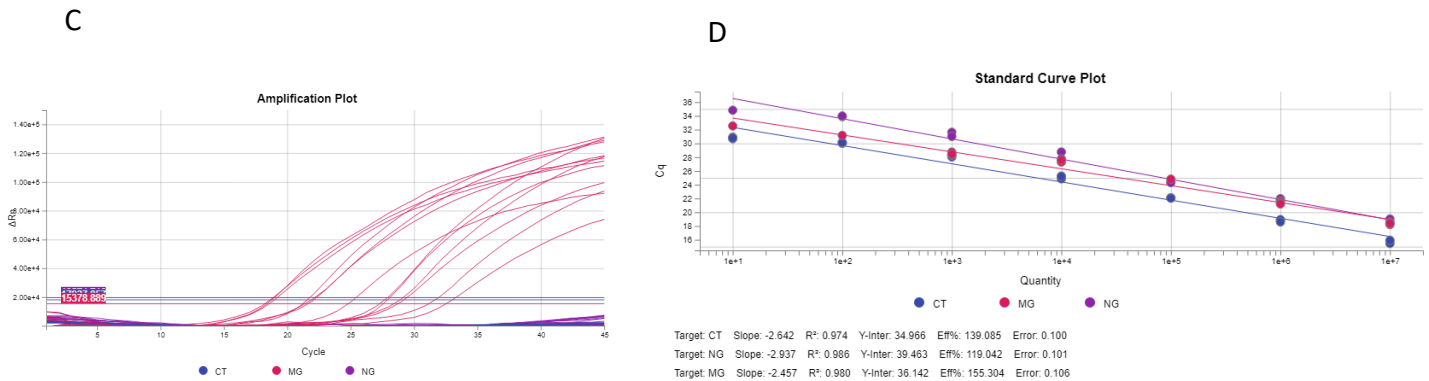 C
Amplification Plot
ΔRn
1.40e+5
1.20e+5
1.00e+5
8.00e+4
6.00e+4
4.00e+4
2.00e+4
15378.889
5
10
15
20
25
30
35
40
45
Cycle
CT MG NG
D
Standard Curve Plot
Cq
36
34
32
30
28
26
24
22
20
18
16
1e+1 1e+2 1e+3 1e+4 1e+5 1e+6 1e+7
Quantity
CT MG NG
Target: CT Slope: -2.642 R²: 0.974 Y-Inter: 34.966 Eff%: 139.085 Error: 0.100
Target: NG Slope: -2.937 R²: 0.986 Y-Inter: 39.463 Eff%: 119.042 Error: 0.101
Target: MG Slope: -2.457 R²: 0.980 Y-Inter: 36.142 Eff%: 155.304 Error: 0.106